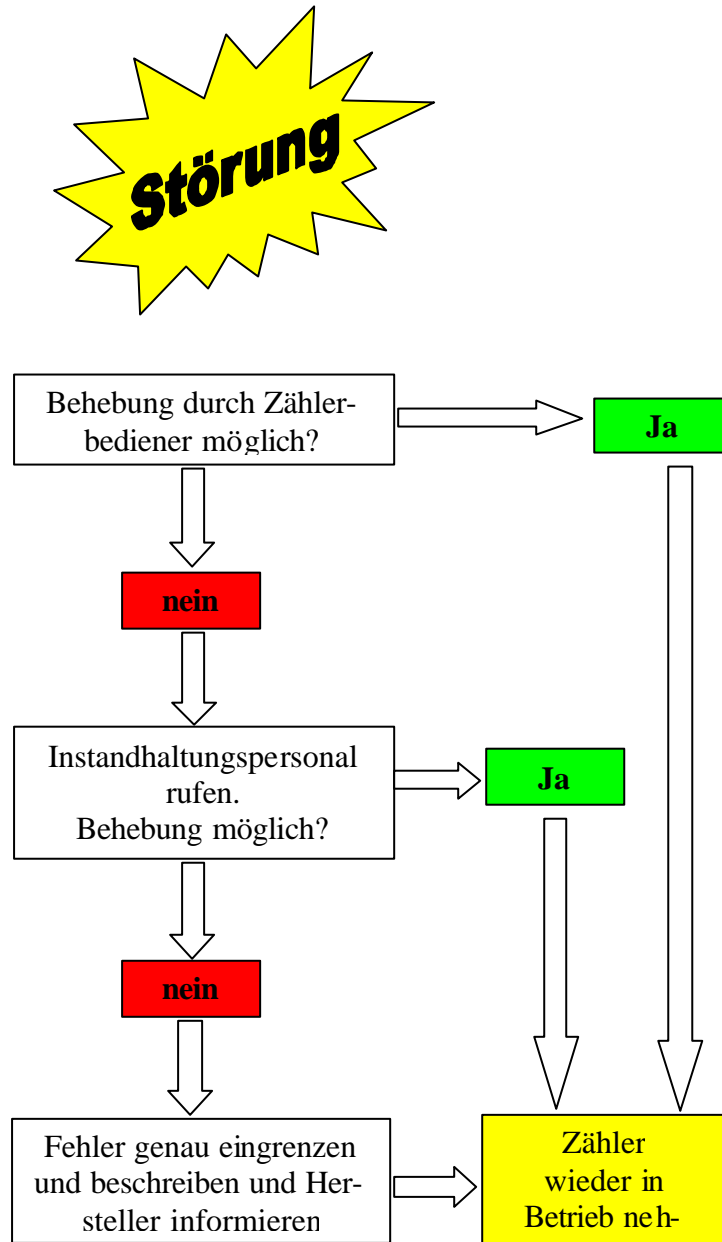 Störung
Behebung durch Zähler-
bediener möglich?
Ja
nein
Instandhaltungspersonal
rufen.
Behebung möglich?
Ja
nein
Fehler genau eingrenzen
und beschreiben und Her-
steller informieren
Zähler
wieder in
Betrieb neh-